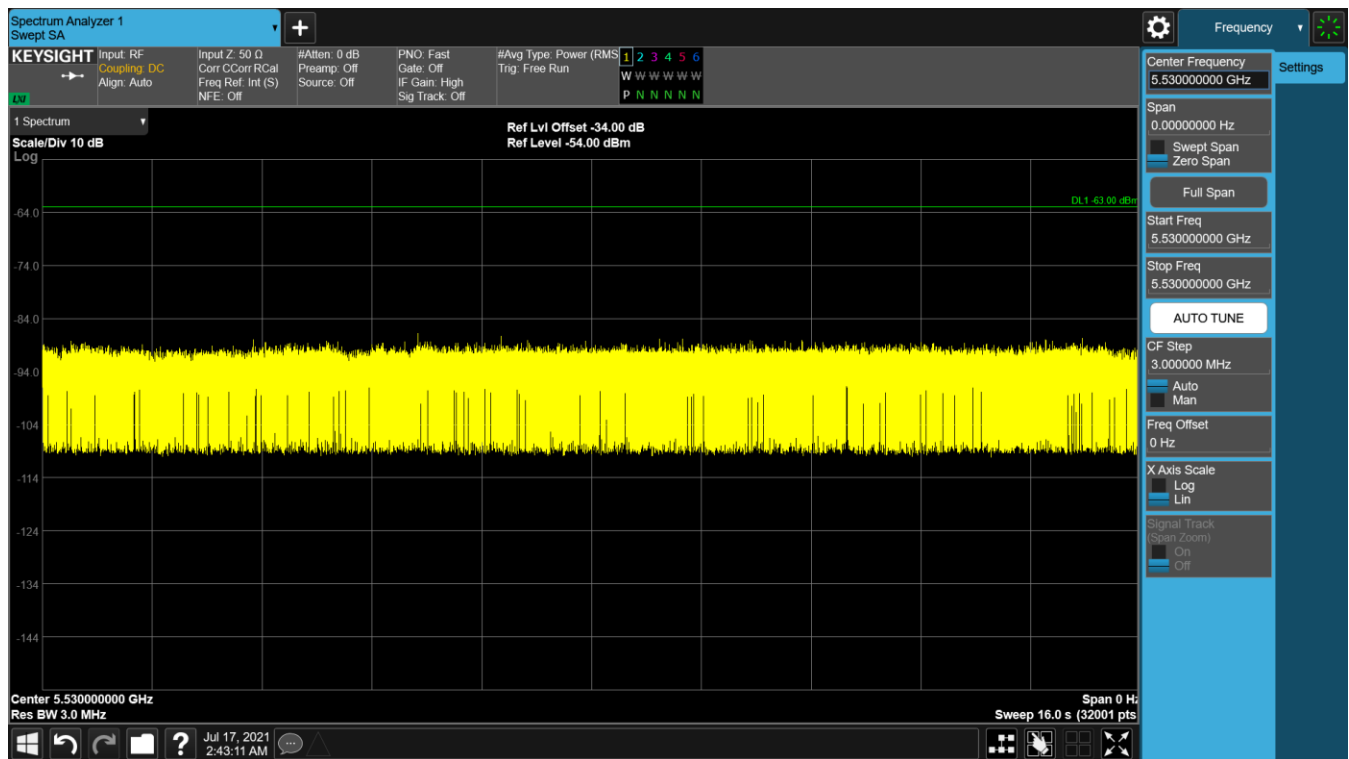 Spectrum Analyzer 1
Swept SA
Frequency
KEYSIGHT
Input: RF
Coupling: DC
Align: Auto
Input Z: 50 Ω
Corr CCorr RCal
Freq Ref: Int (S)
NFE: Off
#Atten: 0 dB
Preamp: Off
Source: Off
PNO: Fast
Gate: Off
IF Gain: High
Sig Track: Off
#Avg Type: Power (RMS
Trig: Free Run
1 2 3 4 5 6
W W W W W W
P N N N N N
LXI
1 Spectrum
Scale/Div 10 dB
Log
Ref Lvl Offset -34.00 dB
Ref Level -54.00 dBm
DL1 -63.00 dBm
-64.0
-74.0
-84.0
-94.0
-104
-114
-124
-134
-144
Center 5.530000000 GHz
Res BW 3.0 MHz
Span 0 Hz
Sweep 16.0 s (32001 pts
Center Frequency
5.530000000 GHz
Settings
Span
0.00000000 Hz
Swept Span
Zero Span
Full Span
Start Freq
5.530000000 GHz
Stop Freq
5.530000000 GHz
AUTO TUNE
CF Step
3.000000 MHz
Auto
Man
Freq Offset
0 Hz
X Axis Scale
Log
Lin
Signal Track
(Span Zoom)
On
Off
?
Jul 17, 2021
2:43:11 AM